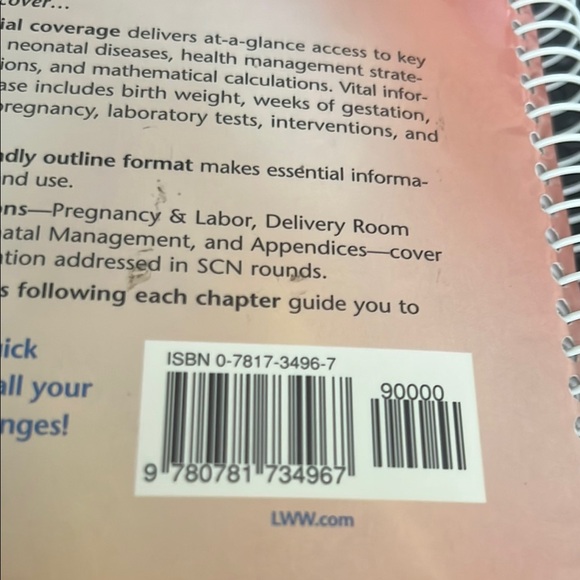 cover...
ial coverage delivers at-a-glance access to key
neonatal diseases, health management strate-
ions, and mathematical calculations. Vital infor-
ase includes birth weight, weeks of gestation,
pregnancy, laboratory tests, interventions, and
dly outline format makes essential informa-
nd use.
ns—Pregnancy & Labor, Delivery Room
atal Management, and Appendices—cover
tion addressed in SCN rounds.
s following each chapter guide you to
ick
all your
nges!
ISBN 0-7817-3496-7
90000
9 780781 734967
LWW.com